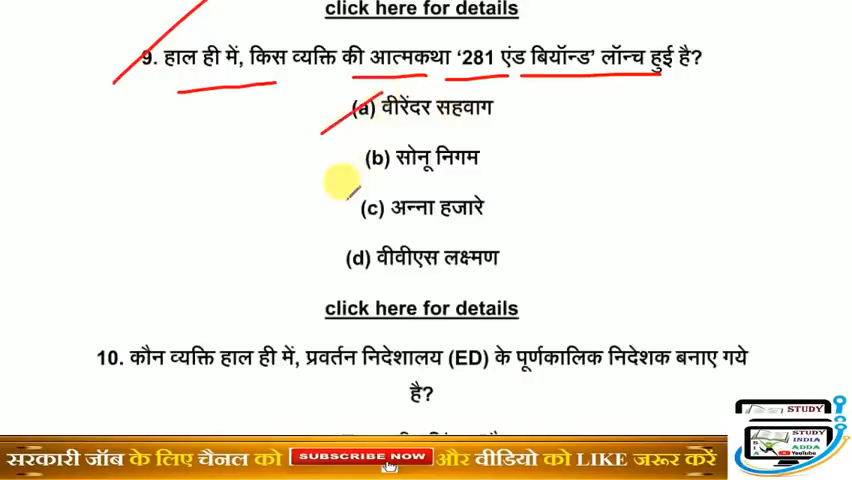 click here for details
9. हाल ही में, किस व्यक्ति की आत्मकथा ‘281 एंड बियॉन्ड’ लॉन्च हुई है?
(a) वीरेंदर सहवाग
(b) सोनू निगम
(c) अन्ना हजारे
(d) वीवीएस लक्ष्मण
click here for details
10. कौन व्यक्ति हाल ही में, प्रवर्तन निदेशालय (ED) के पूर्णकालिक निदेशक बनाए गये
है?
सरकारी जॉब के लिए चैनल को SUBSCRIBE NOW और वीडियो को LIKE जरूर करें
STUDY
STUDY
INDIA
ADDA
YouTube